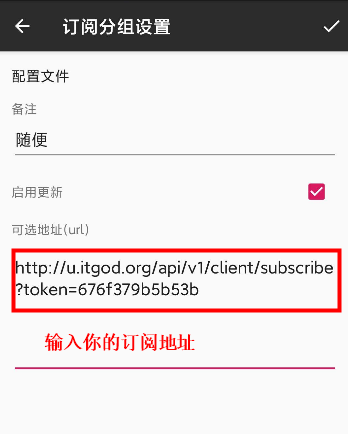 订阅分组设置
配置文件
备注
随便
启用更新
可选地址(url)
http://u.itgod.org/api/v1/client/subscribe
?token=676f379b5b53b
输入你的订阅地址